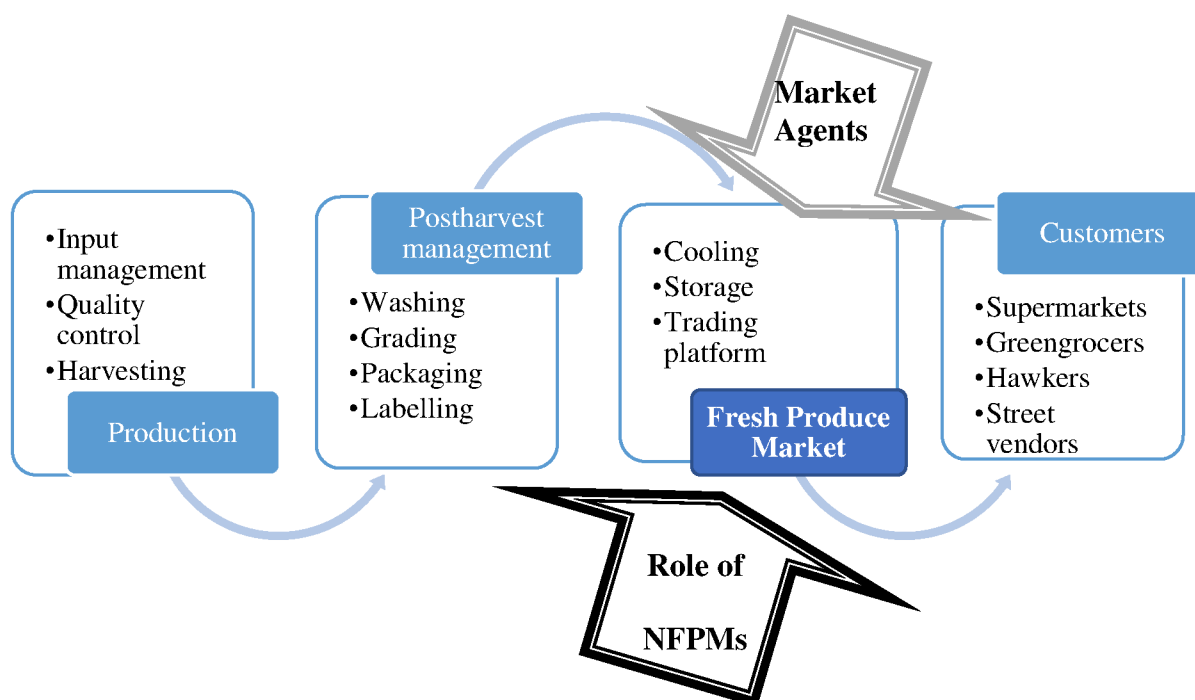 •Input
management
•Quality
control
•Harvesting
Production
Postharvest
management
•Washing
•Grading
•Packaging
•Labelling
•Cooling
•Storage
•Trading
platform
Fresh Produce
Market
Market
Agents
Customers
•Supermarkets
•Greengrocers
•Hawkers
•Street
vendors
Role of
NFPMs